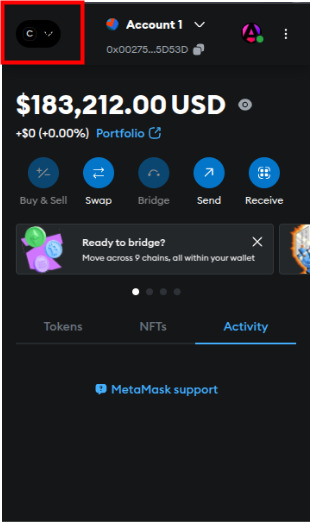 C
Account 1
0x00275...5D53D
$183,212.00 USD
+$0 (+0.00%) Portfolio
Buy & Sell Swap Bridge Send Receive
Ready to bridge?
Move across 9 chains, all within your wallet
Tokens NFTs Activity
MetaMask support